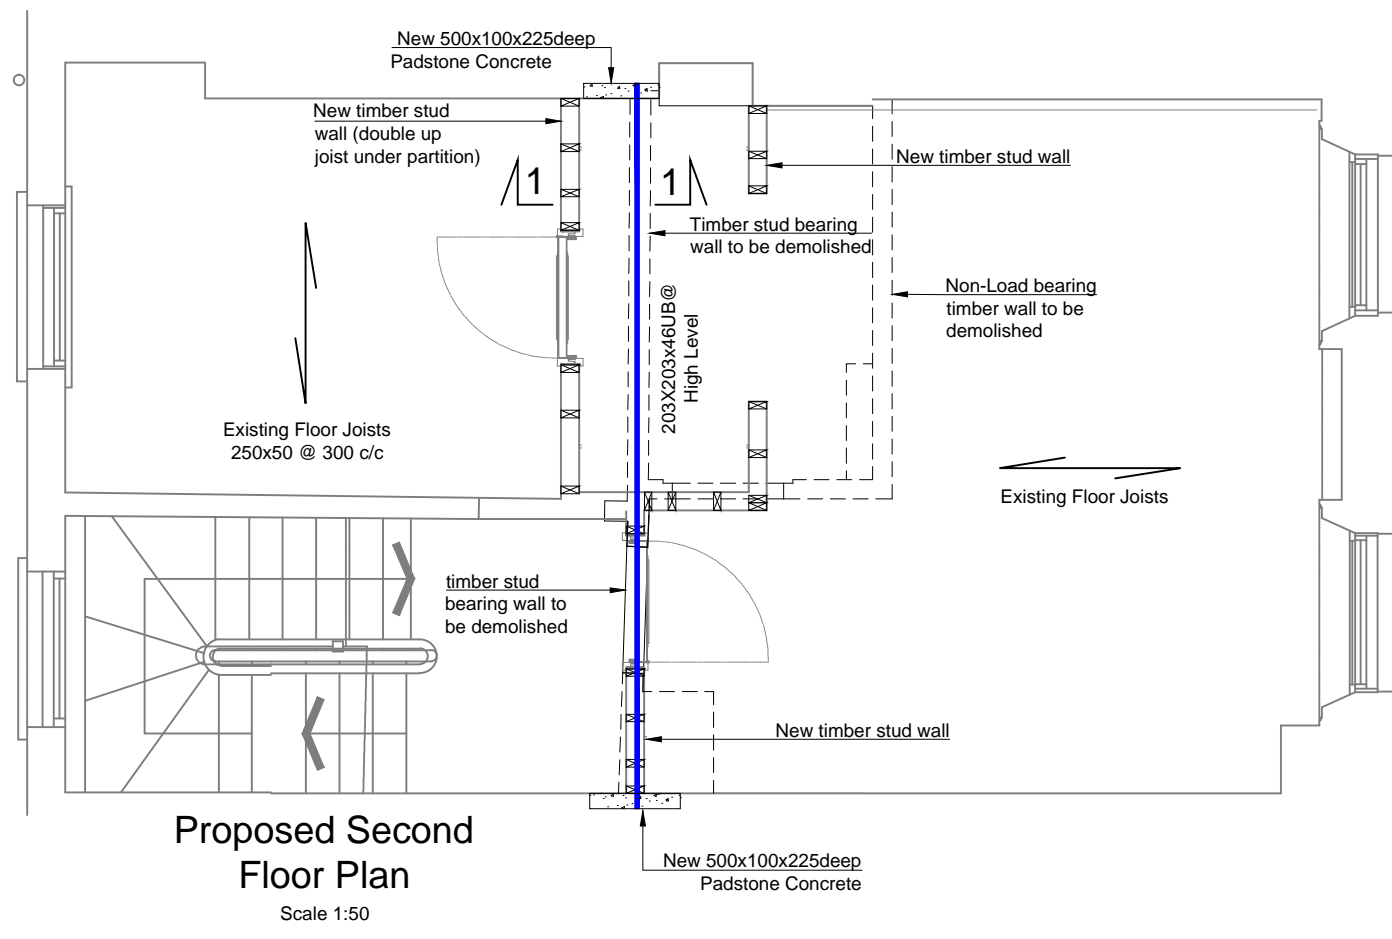 New 500x100x225deep
Padstone Concrete
New timber stud
wall (double up
joist under partition)
1
1
New timber stud wall
Timber stud bearing
wall to be demolished
203X203x46UB@
High Level
Non-Load bearing
timber wall to be
demolished
Existing Floor Joists
250x50 @ 300 c/c
Existing Floor Joists
timber stud
bearing wall to
be demolished
New timber stud wall
Proposed Second
Floor Plan
Scale 1:50
New 500x100x225deep
Padstone Concrete